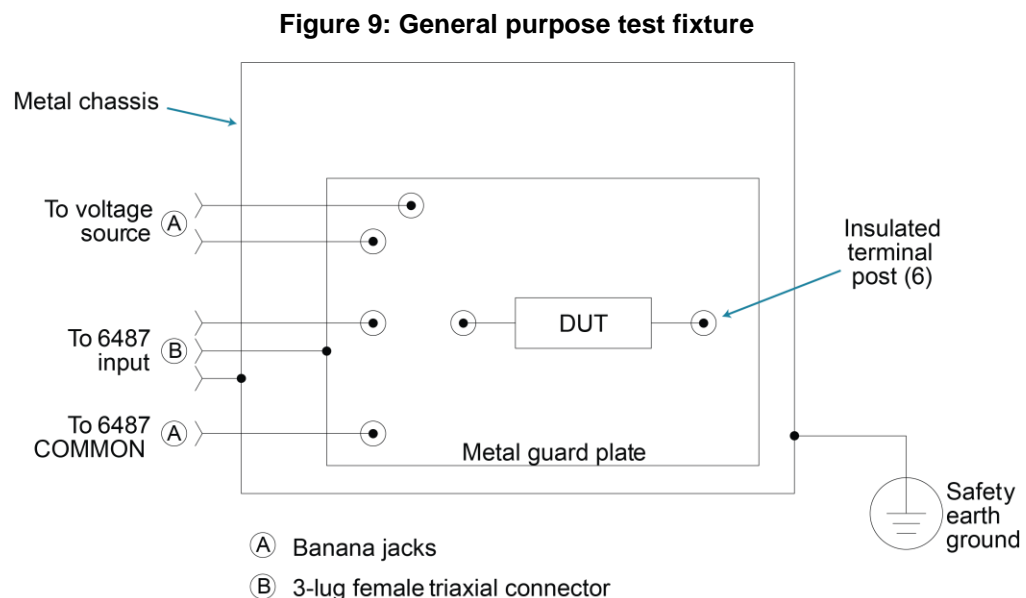 Figure 9: General purpose test fixture
Metal chassis
To voltage
source
A
Insulated
terminal
post (6)
DUT
To 6487
input
B
To 6487
COMMON
A
Metal guard plate
Safety
earth
ground
A Banana jacks
B 3-lug female triaxial connector